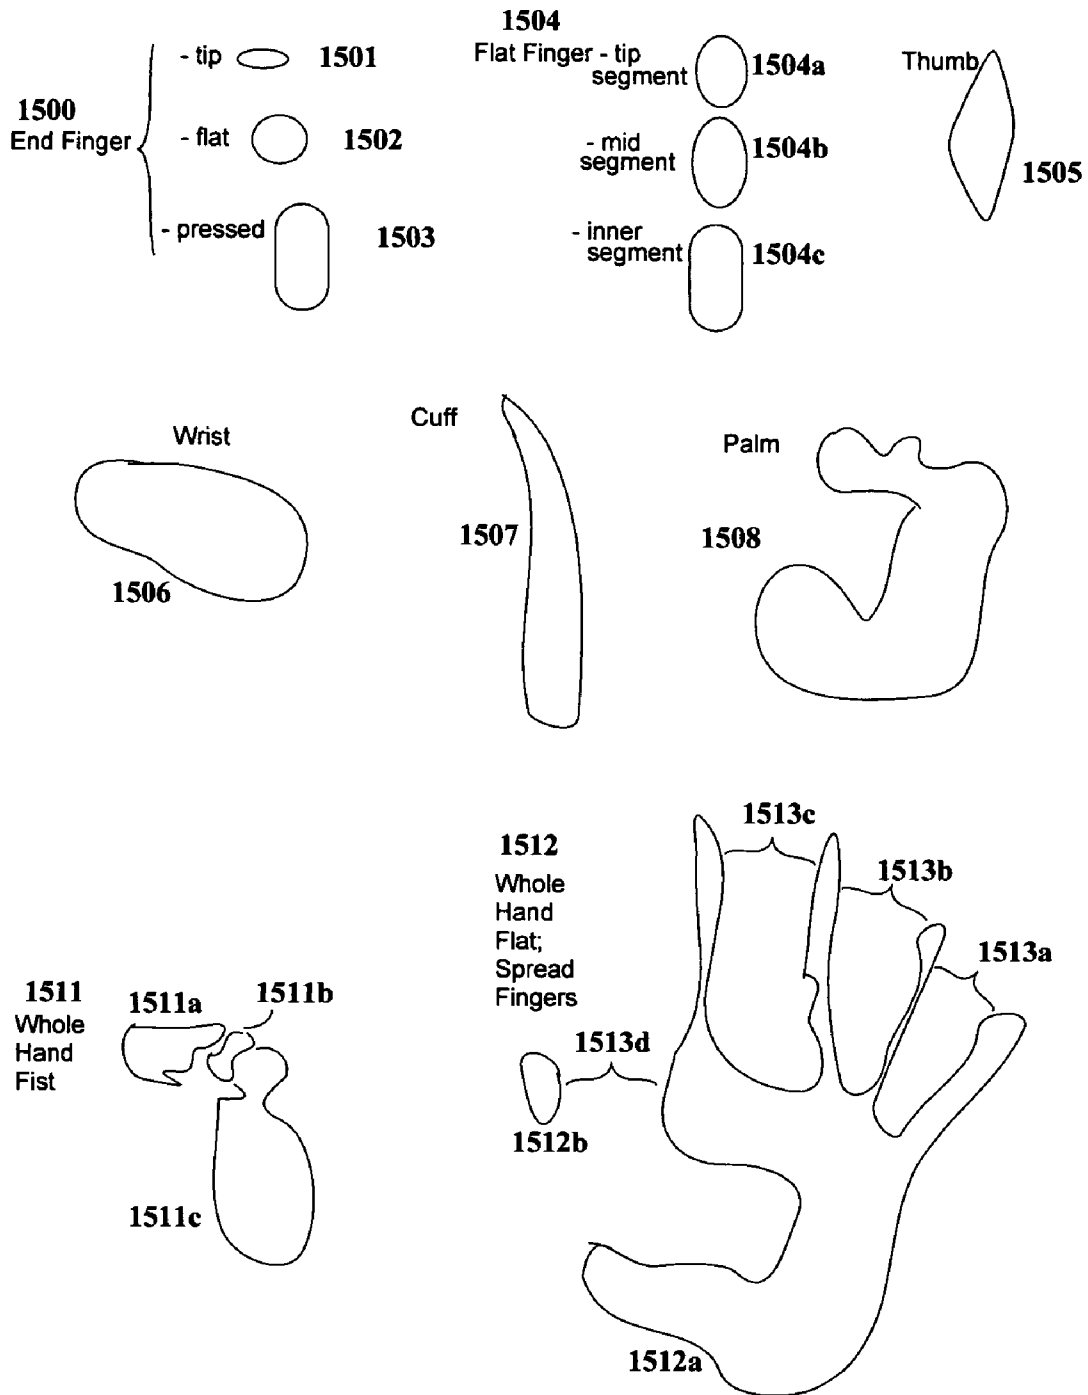 1500
End Finger
- tip
1501
- flat
1502
- pressed
1503
1504
Flat Finger - tip
segment
1504a
- mid
segment
1504b
- inner
segment
1504c
Thumb
1505
Wrist
1506
Cuff
1507
Palm
1508
1511
Whole
Hand
Fist
1511a
1511b
1511c
1512
Whole
Hand
Flat;
Spread
Fingers
1513c
1513b
1513a
1513d
1512b
1512a